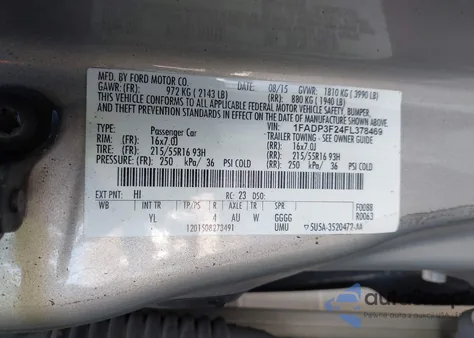 MFD. BY FORD MOTOR CO.
DATE: 08/15 GVWR: 1810 KG ( 3990 LB)
GAWR: (FR): 972 KG ( 2143 LB) (RR): 880 KG ( 1940 LB)
THIS VEHICLE CONFORMS TO ALL APPLICABLE FEDERAL MOTOR VEHICLE SAFETY, BUMPER,
AND THEFT PREVENTION STANDARDS IN EFFECT ON THE DATE OF MANUFACTURE SHOWN ABOVE.
VIN: 1FADP3F24FL378469
TYPE: Passenger Car TRAILER TOWING -
RIM: (FR): 16x7.0J (RR): 16x7.0J
TIRE: (FR): 215/55R16 93H (RR): 215/55R16 93H
PRESSURE: (FR): 250 kPa/ 36 PSI COLD (RR): 250 kPa/ 36 PSI COLD
EXT PNT: HI RC: 23 DSO: F0088
WB INT TR TP/PS R AXLE TR SPR R0063
YL 4 AU W GGGG
1201508273491 UMU 5U5A-3520472-AA